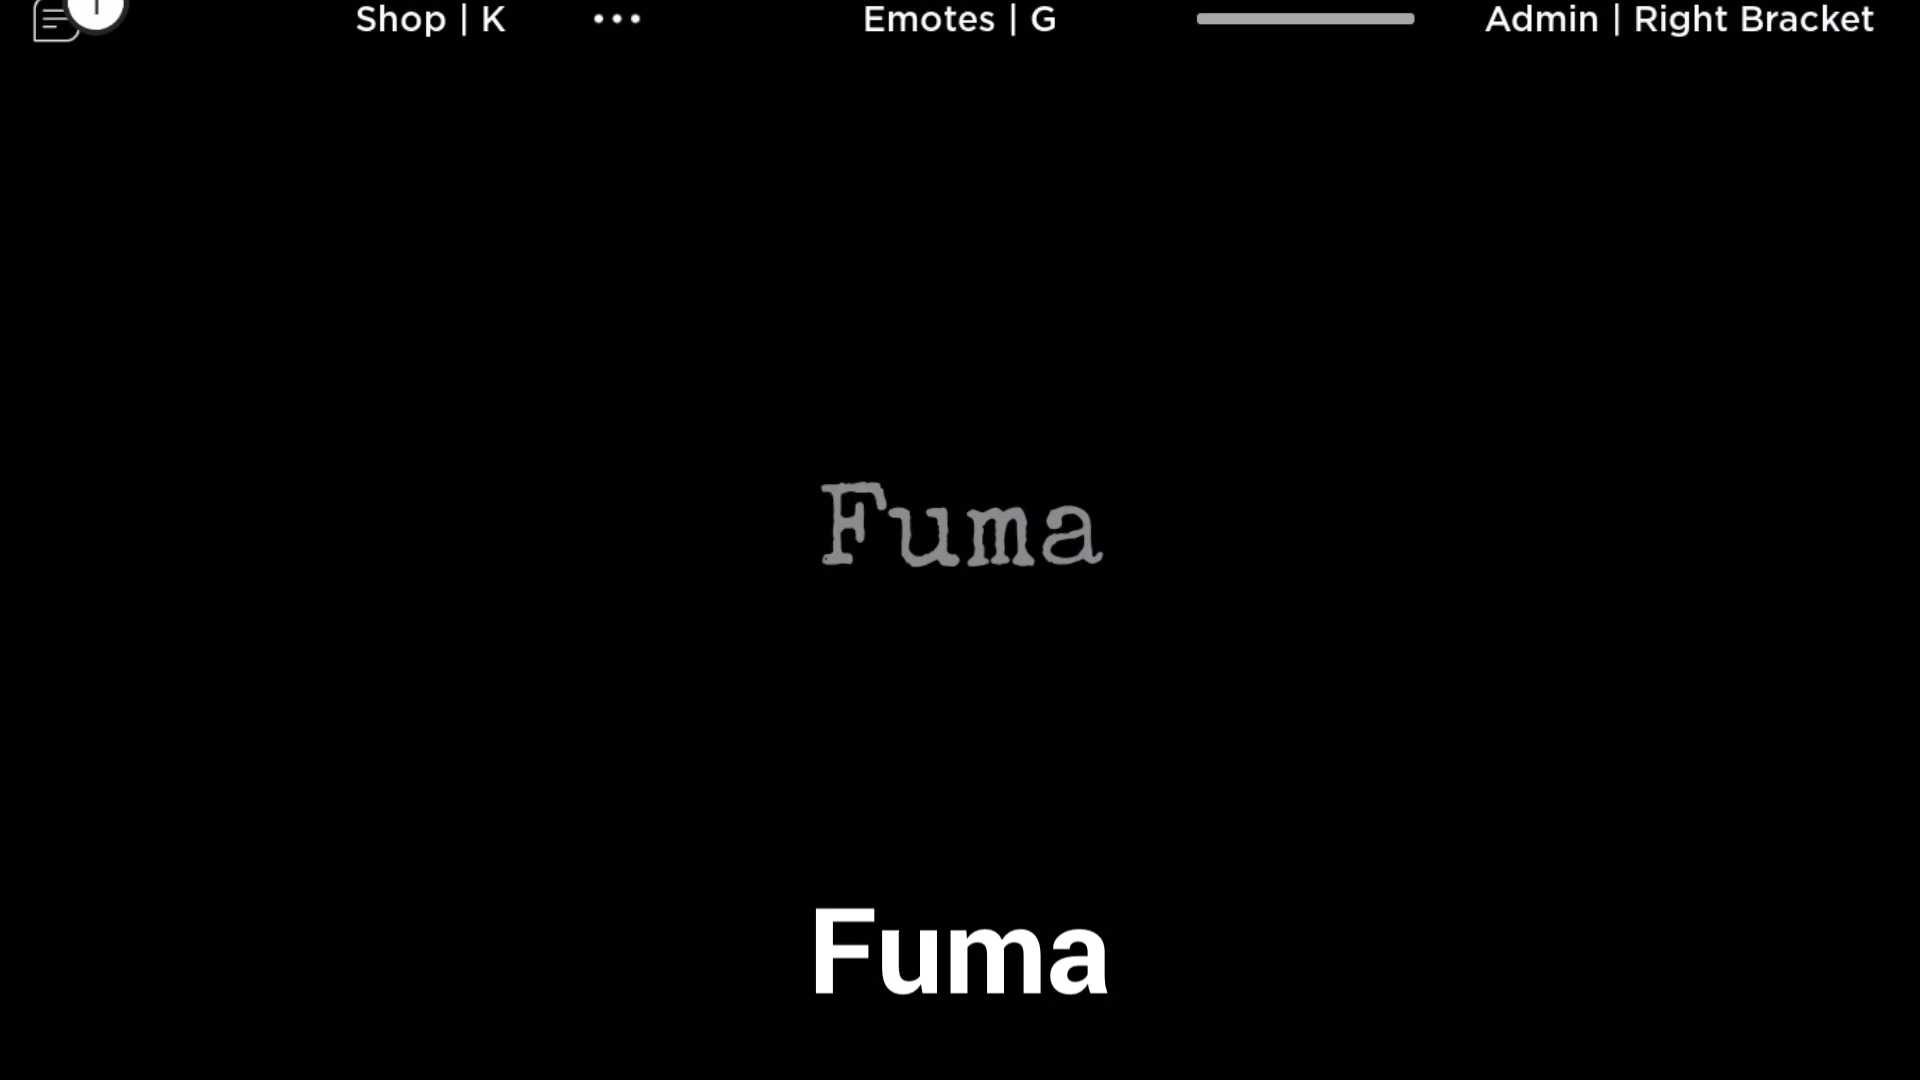 Shop | K ••• Emotes | G Admin | Right Bracket
Fuma
Fuma